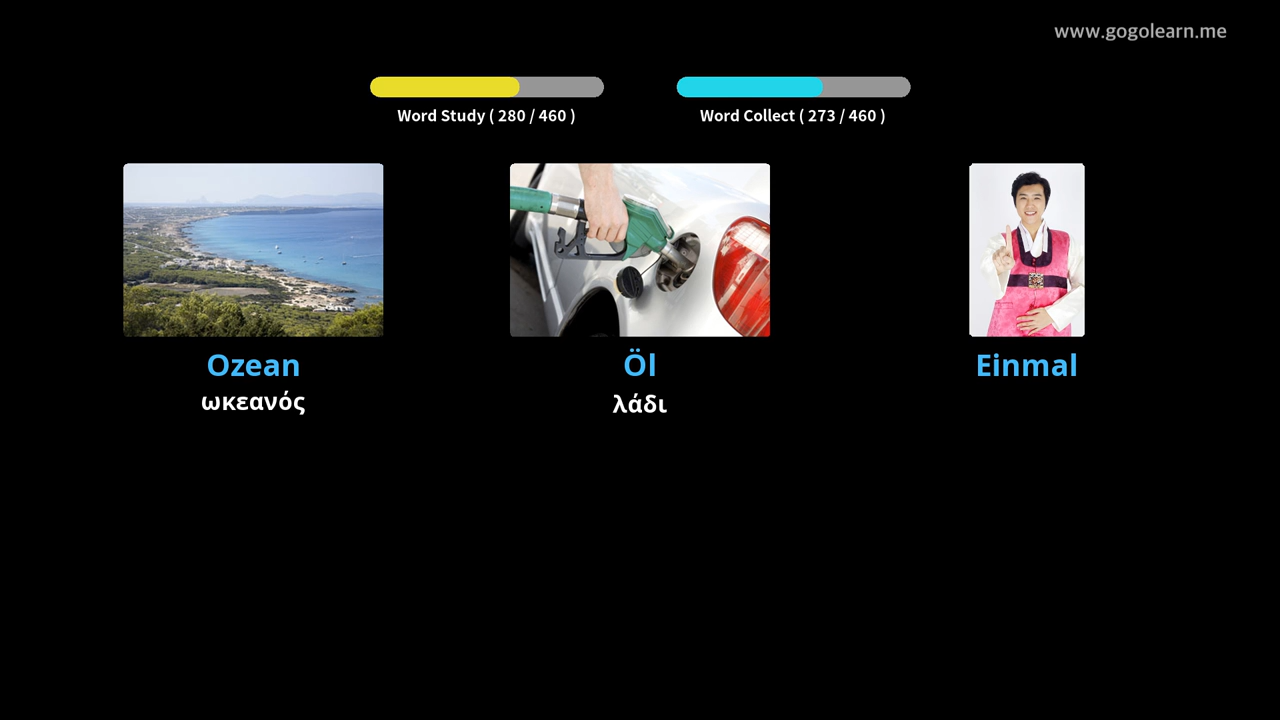 www.gogolearn.me
Word Study ( 280 / 460 )
Word Collect ( 273 / 460 )
Ozean
ωκεανός
Öl
λάδι
Einmal